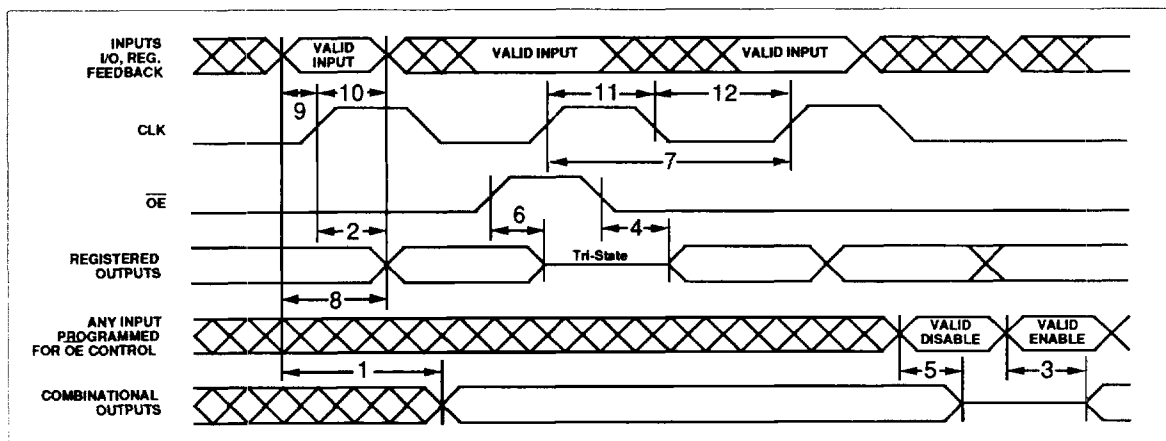 INPUTS
I/O, REG.
FEEDBACK
VALID
INPUT
VALID INPUT
VALID INPUT
9
10
11
12
CLK
7
OE
6
2
4
REGISTERED
OUTPUTS
Tri-State
8
ANY INPUT
PROGRAMMED
FOR OE CONTROL
VALID
DISABLE
VALID
ENABLE
1
5
3
COMBINATIONAL
OUTPUTS